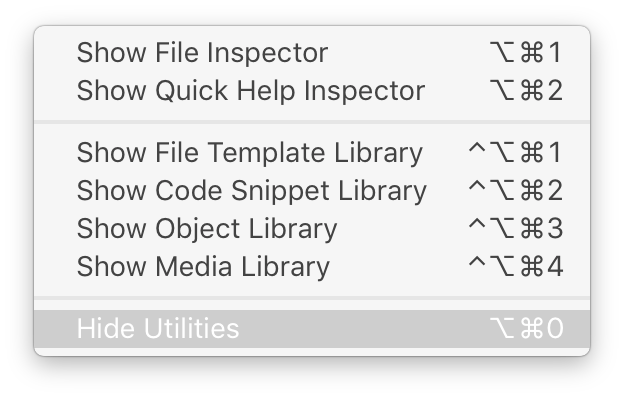 Show File Inspector ⌥⌘1
Show Quick Help Inspector ⌥⌘2
Show File Template Library ^⌥⌘1
Show Code Snippet Library ^⌥⌘2
Show Object Library ^⌥⌘3
Show Media Library ^⌥⌘4
Hide Utilities ⌥⌘0